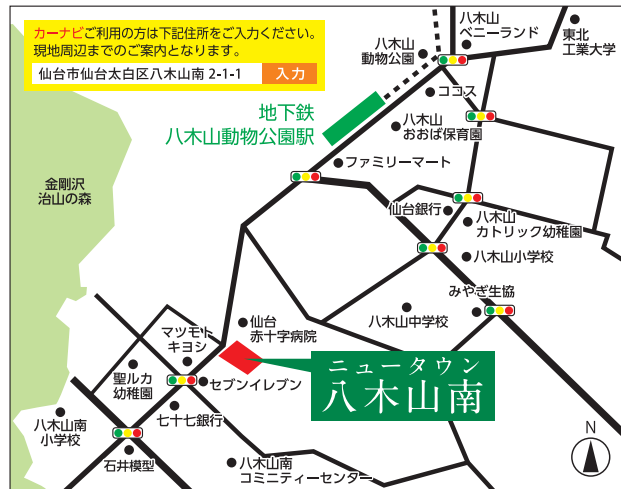 カーナビご利用の方は下記住所をご入力ください。
現地周辺までのご案内となります。
仙台市仙台太白区八木山南 2-1-1
入力
八木山
ベニーランド
東北
工業大学
八木山
動物公園
ココス
地下鉄
八木山動物公園駅
八木山
おおば保育園
ファミリーマート
金剛沢
治山の森
仙台銀行
八木山
カトリック幼稚園
八木山小学校
みやぎ生協
八木山中学校
仙台
赤十字病院
マツモト
キヨシ
ニュータウン
八木山南
聖ルカ
幼稚園
セブンイレブン
七十七銀行
八木山南
小学校
石井模型
八木山南
コミニティーセンター
N